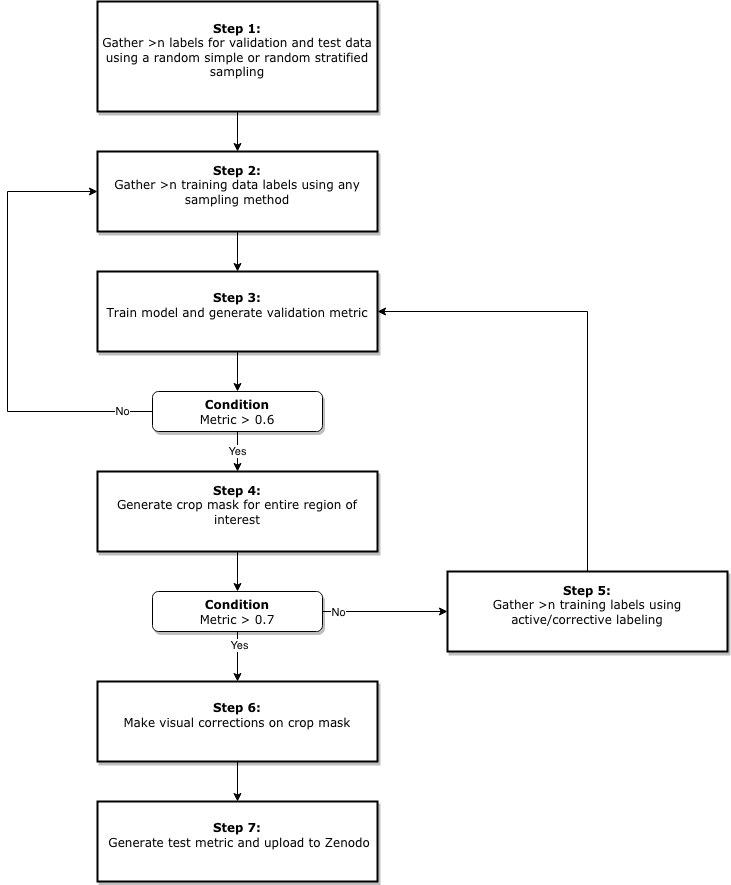 Step 1:
Gather >n labels for validation and test data
using a random simple or random stratified
sampling
Step 2:
Gather >n training data labels using any
sampling method
Step 3:
Train model and generate validation metric
Condition
Metric > 0.6
No
Yes
Step 4:
Generate crop mask for entire region of
interest
Condition
Metric > 0.7
No
Step 5:
Gather >n training labels using
active/corrective labeling
Yes
Step 6:
Make visual corrections on crop mask
Step 7:
Generate test metric and upload to Zenodo